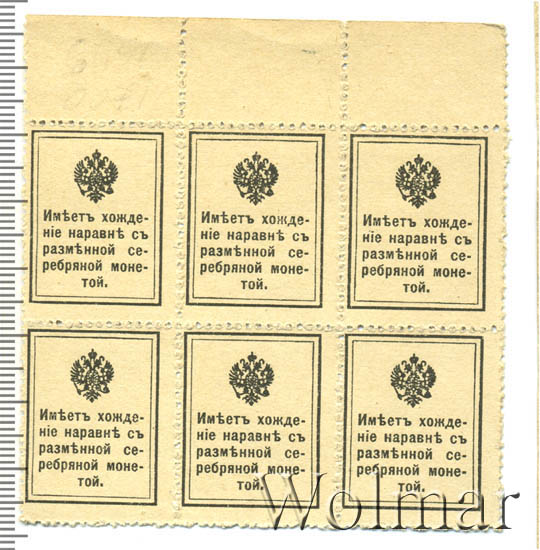 Имѣетъ хожде-
ніе наравнѣ съ
размѣнной се-
ребряной моне-
той.
Имѣетъ хожде-
ніе наравнѣ съ
размѣнной се-
ребряной моне-
той.
Имѣетъ хожде-
ніе наравнѣ съ
размѣнной се-
ребряной моне-
той.
Имѣетъ хожде-
ніе наравнѣ съ
размѣнной се-
ребряной моне-
той.
Имѣетъ хожде-
ніе наравнѣ съ
размѣнной се-
ребряной моне-
той.
Имѣетъ хожде-
ніе наравнѣ съ
размѣнной се-
ребряной моне-
той.
Wolmar